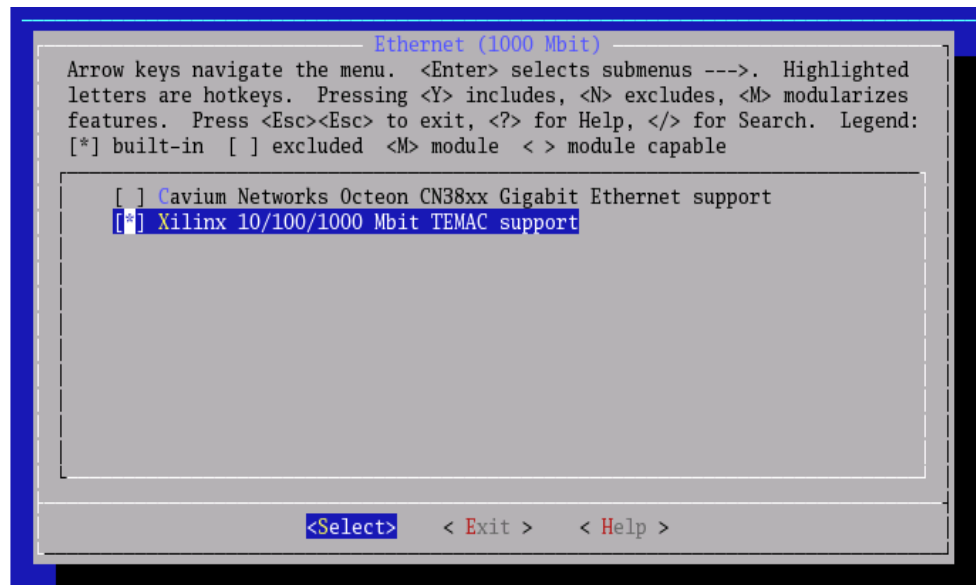 Ethernet (1000 Mbit)
Arrow keys navigate the menu. <Enter> selects submenus --->. Highlighted
letters are hotkeys. Pressing <Y> includes, <N> excludes, <M> modularizes
features. Press <Esc><Esc> to exit, <?> for Help, </> for Search. Legend:
[*] built-in [ ] excluded <M> module < > module capable
[ ] Cavium Networks Octeon CN38xx Gigabit Ethernet support
[*] Xilinx 10/100/1000 Mbit TEMAC support
<Select> < Exit > < Help >